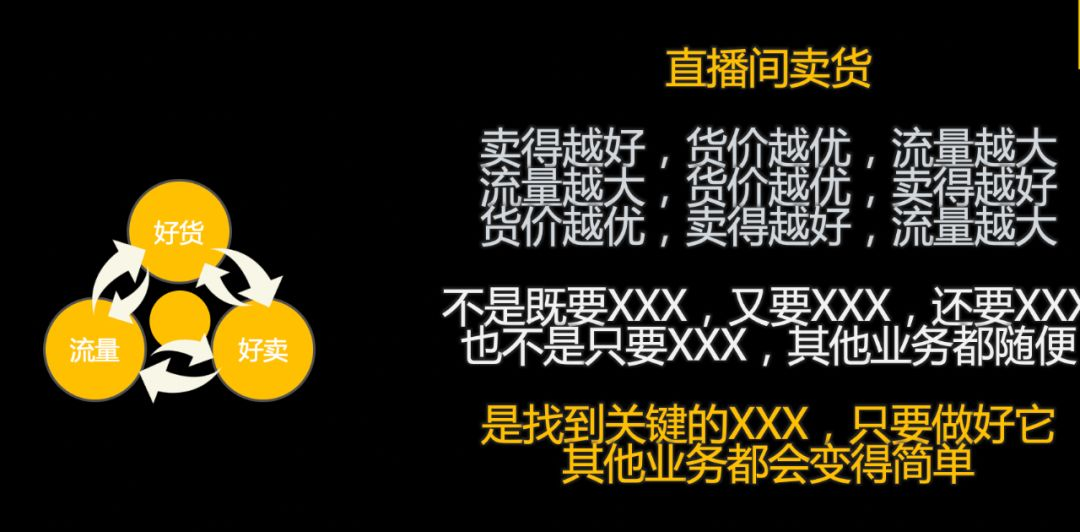 直播间卖货
卖得越好，货价越优，流量越大
流量越大，货价越优，卖得越好
货价越优，卖得越好，流量越大
不是既要XXX，又要XXX，还要XXX
也不是只要XXX，其他业务都随便
是找到关键的XXX，只要做好它
其他业务都会变得简单
好货
流量
好卖